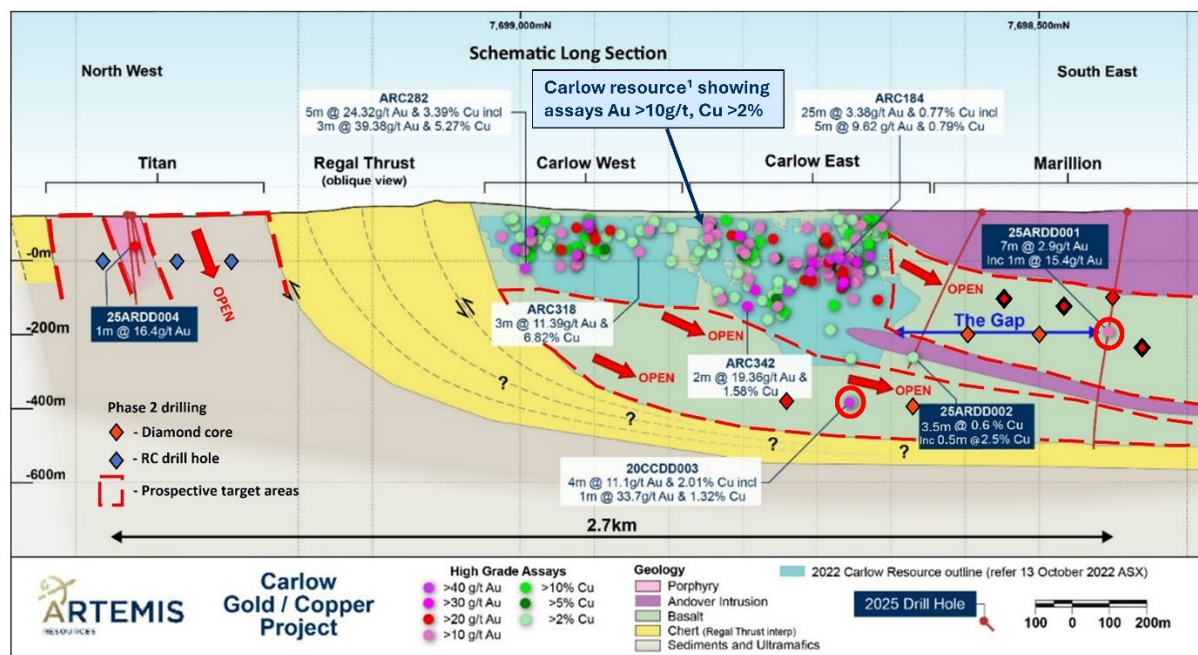 7,699,000mN
7,698,500mN
Schematic Long Section
North West
South East
Carlow resource¹ showing
assays Au >10g/t, Cu >2%
ARC282
5m @ 24.32g/t Au & 3.39% Cu incl
3m @ 39.38g/t Au & 5.27% Cu
ARC184
25m @ 3.38g/t Au & 0.77% Cu incl
5m @ 9.62 g/t Au & 0.79% Cu
Titan
Regal Thrust
(oblique view)
Carlow West
Carlow East
Marillion
25ARDD001
7m @ 2.9g/t Au
Inc 1m @ 15.4g/t Au
-0m
OPEN
OPEN
25ARDD004
1m @ 16.4g/t Au
ARC318
3m @ 11.39g/t Au &
6.82% Cu
The Gap
-200m
OPEN
OPEN
ARC342
2m @ 19.36g/t Au &
1.58% Cu
OPEN
25ARDD002
3.5m @ 0.6 % Cu
Inc 0.5m @2.5% Cu
-400m
Phase 2 drilling
- Diamond core
- RC drill hole
- Prospective target areas
? ? ? ? ?
20CCDD003
4m @ 11.1g/t Au & 2.01% Cu incl
1m @ 33.7g/t Au & 1.32% Cu
-600m
2.7km
ARTEMIS
RESOURCES
Carlow
Gold / Copper
Project
High Grade Assays
>40 g/t Au
>30 g/t Au
>20 g/t Au
>10 g/t Au
>10% Cu
>5% Cu
>2% Cu
Geology
Porphyry
Andover Intrusion
Basalt
Chert (Regal Thrust interp)
Sediments and Ultramafics
2022 Carlow Resource outline (refer 13 October 2022 ASX)
2025 Drill Hole
100 0 100 200m